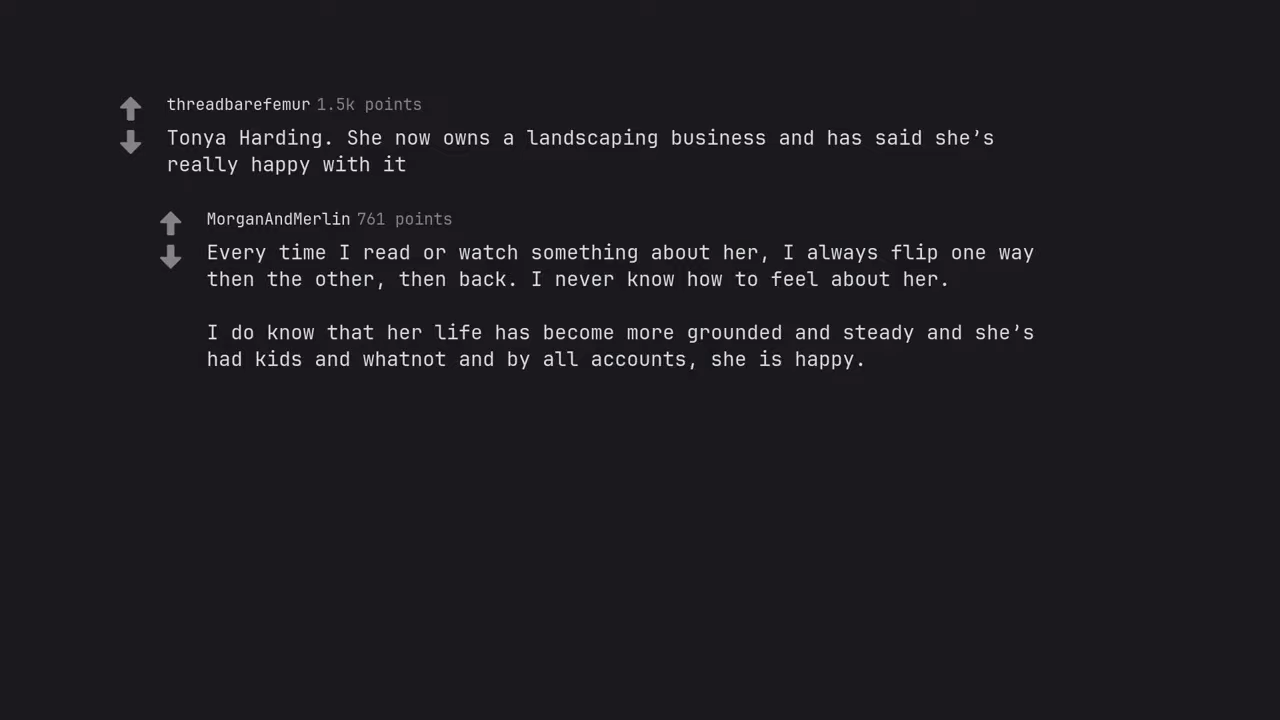 threadbarefemur 1.5k points
Tonya Harding. She now owns a landscaping business and has said she’s
really happy with it
MorganAndMerlin 761 points
Every time I read or watch something about her, I always flip one way
then the other, then back. I never know how to feel about her.
I do know that her life has become more grounded and steady and she’s
had kids and whatnot and by all accounts, she is happy.